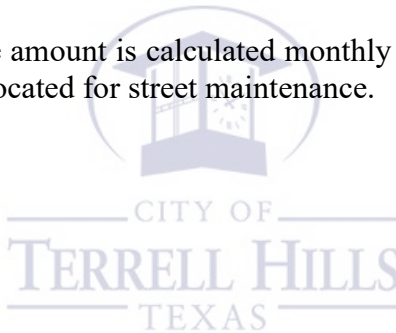 amount is calculated monthly
ocated for street maintenance.
CITY OF
TERRELL HILLS
TEXAS